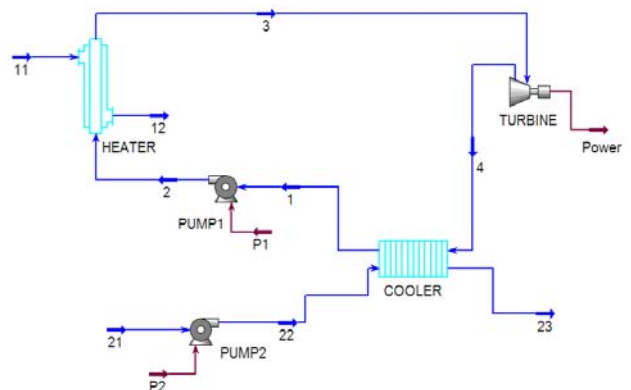 3
11
12
HEATER
TURBINE
Power
4
2
1
PUMP1
P1
COOLER
21
22
23
PUMP2
P2